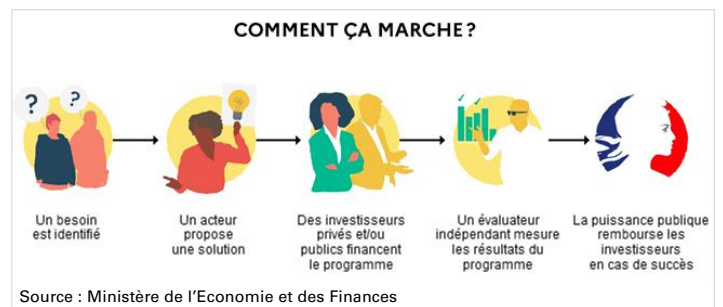 COMMENT ÇA MARCHE ?
? ?
Un besoin
est identifié
Un acteur
propose
une solution
Des investisseurs
privés et/ou
publics financent
le programme
Un évaluateur
indépendant mesure
les résultats du
programme
La puissance publique
rembourse les
investisseurs
en cas de succès
Source : Ministère de l'Economie et des Finances